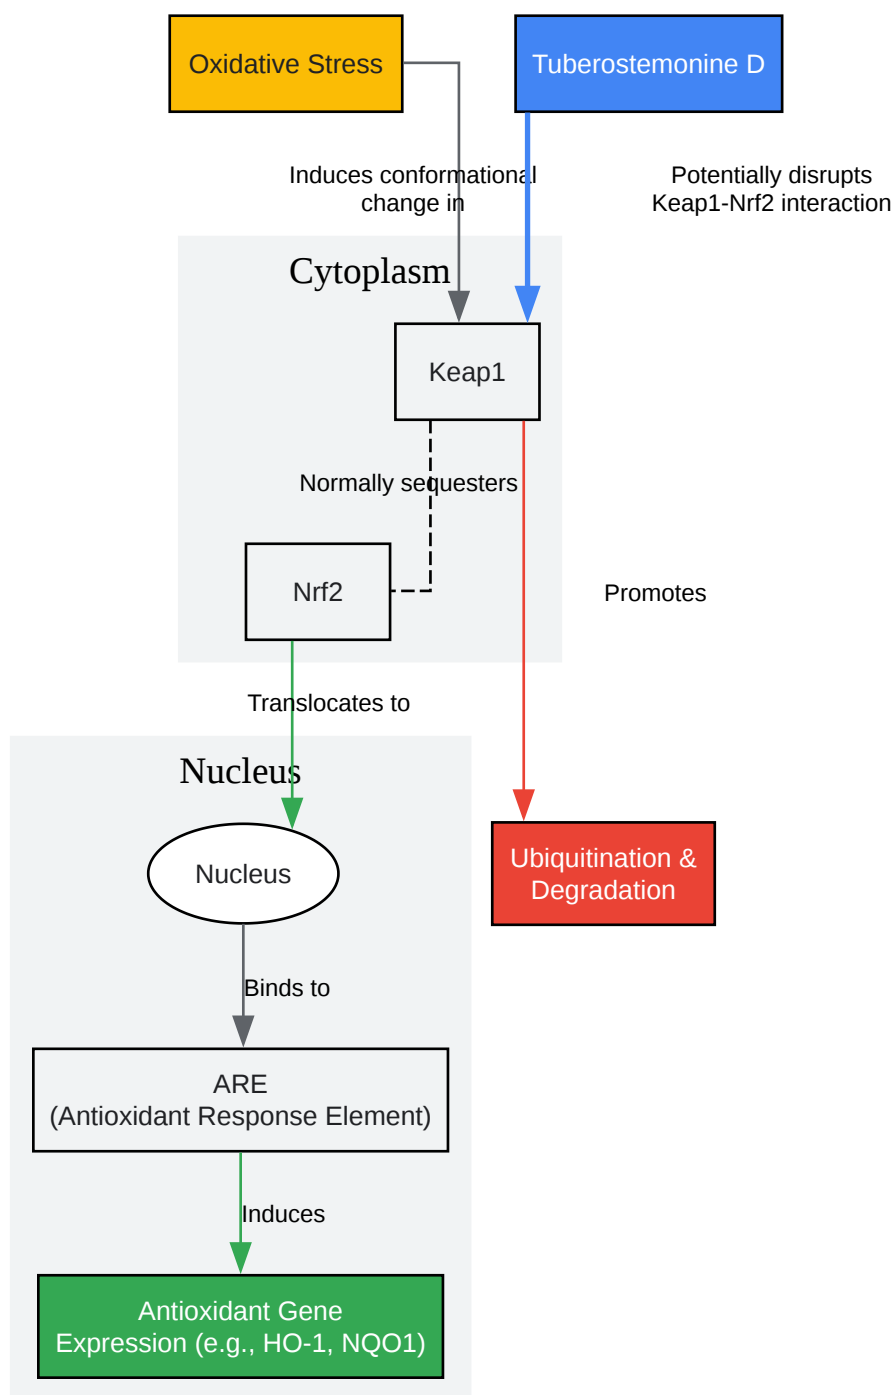 Oxidative Stress
Tuberostemonine D
Induces conformational
change in
Potentially disrupts
Keap1-Nrf2 interaction
Cytoplasm
Keap1
Normally sequesters
Nrf2
Promotes
Translocates to
Nucleus
Nucleus
Ubiquitination &
Degradation
Binds to
ARE
(Antioxidant Response Element)
Induces
Antioxidant Gene
Expression (e.g., HO-1, NQO1)